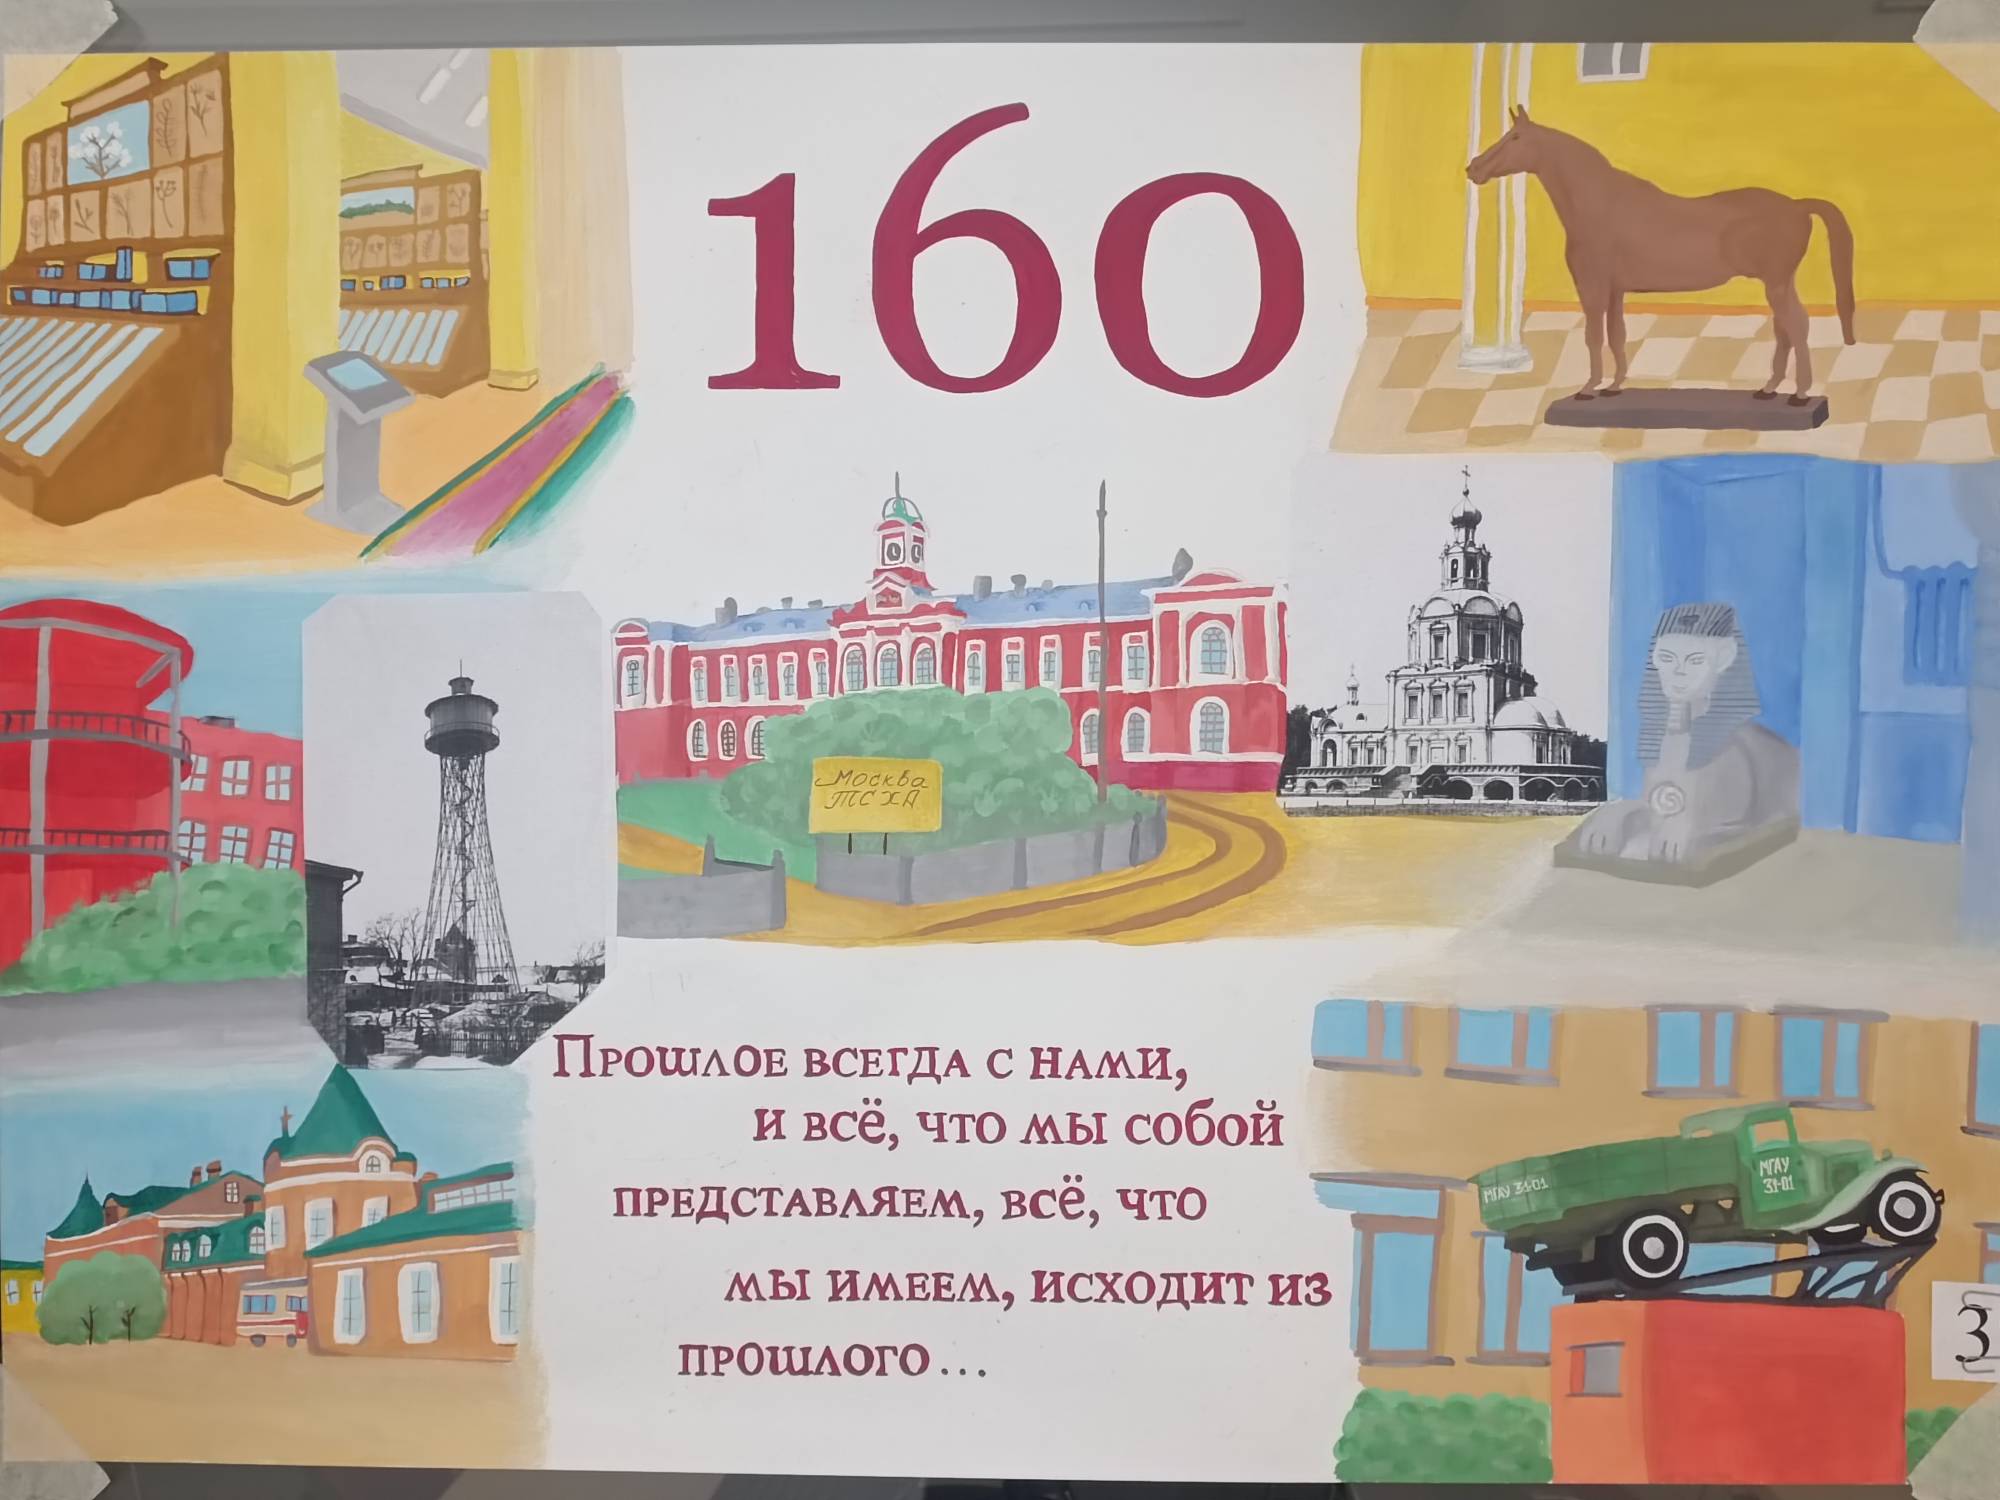 160
Москва
ТСХА
Прошлое всегда с нами,
и всё, что мы собой
представляем, всё, что
мы имеем, исходит из
прошлого...
МГАУ 31-01
МГАУ
31-01
3